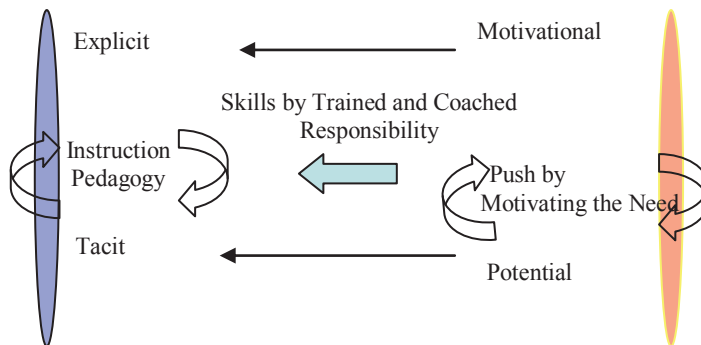 Explicit
Motivational
Skills by Trained and Coached
Responsibility
Instruction
Pedagogy
Push by
Motivating the Need
Tacit
Potential